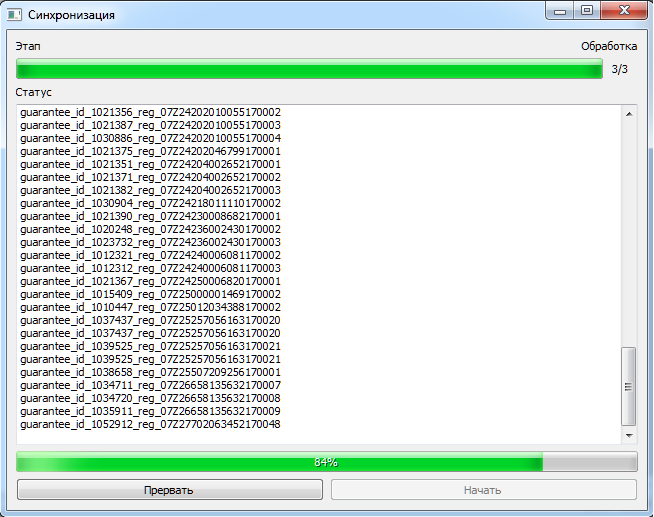 Синхронизация
Этап Обработка
3/3
Статус
guarantee_id_1021356_reg_07Z24202010055170002
guarantee_id_1021387_reg_07Z24202010055170003
guarantee_id_1030886_reg_07Z24202010055170004
guarantee_id_1021375_reg_07Z24202046799170001
guarantee_id_1021351_reg_07Z24204002652170001
guarantee_id_1021371_reg_07Z24204002652170002
guarantee_id_1021382_reg_07Z24204002652170003
guarantee_id_1030904_reg_07Z24218011110170002
guarantee_id_1021390_reg_07Z24230008682170001
guarantee_id_1020248_reg_07Z24236002430170002
guarantee_id_1023732_reg_07Z24236002430170003
guarantee_id_1012321_reg_07Z24240006081170002
guarantee_id_1012312_reg_07Z24240006081170003
guarantee_id_1021367_reg_07Z24250006820170001
guarantee_id_1015409_reg_07Z25000001469170002
guarantee_id_1010447_reg_07Z25012034388170002
guarantee_id_1037437_reg_07Z25257056163170020
guarantee_id_1037437_reg_07Z25257056163170020
guarantee_id_1039525_reg_07Z25257056163170021
guarantee_id_1039525_reg_07Z25257056163170021
guarantee_id_1038658_reg_07Z25507209256170001
guarantee_id_1034711_reg_07Z26658135632170007
guarantee_id_1034720_reg_07Z26658135632170008
guarantee_id_1035911_reg_07Z26658135632170009
guarantee_id_1052912_reg_07Z27702063452170048
84%
Прервать Начать